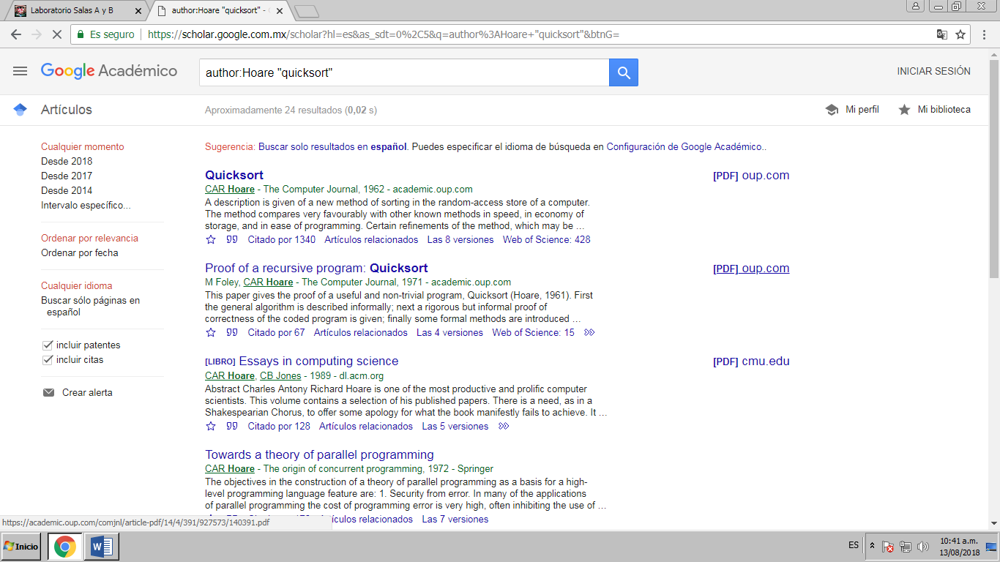 Laboratorio Salas A y B
author:Hoare "quicksort" - 
Es seguro
https://scholar.google.com.mx/scholar?hl=es&as_sdt=0%2C5&q=author%3AHoare+"quicksort"&btnG=
Google Académico
author:Hoare "quicksort"
INICIAR SESIÓN
Artículos
Aproximadamente 24 resultados (0,02 s)
Mi perfil
Mi biblioteca
Cualquier momento
Desde 2018
Desde 2017
Desde 2014
Intervalo específico...
Ordenar por relevancia
Ordenar por fecha
Cualquier idioma
Buscar sólo páginas en
español
incluir patentes
incluir citas
Crear alerta
Sugerencia: Buscar solo resultados en español. Puedes especificar el idioma de búsqueda en Configuración de Google Académico..
Quicksort
[PDF] oup.com
CAR Hoare - The Computer Journal, 1962 - academic.oup.com
A description is given of a new method of sorting in the random-access store of a computer.
The method compares very favourably with other known methods in speed, in economy of
storage, and in ease of programming. Certain refinements of the method, which may be ...
Citado por 1340 Artículos relacionados Las 8 versiones Web of Science: 428
Proof of a recursive program: Quicksort
[PDF] oup.com
M Foley, CAR Hoare - The Computer Journal, 1971 - academic.oup.com
This paper gives the proof of a useful and non-trivial program, Quicksort (Hoare, 1961). First
the general algorithm is described informally; next a rigorous but informal proof of
correctness of the coded program is given; finally some formal methods are introduced ...
Citado por 67 Artículos relacionados Las 4 versiones Web of Science: 15
[LIBRO] Essays in computing science
[PDF] cmu.edu
CAR Hoare, CB Jones - 1989 - dl.acm.org
Abstract Charles Antony Richard Hoare is one of the most productive and prolific computer
scientists. This volume contains a selection of his published papers. There is a need, as in a
Shakespearian Chorus, to offer some apology for what the book manifestly fails to achieve. It ...
Citado por 128 Artículos relacionados Las 5 versiones
Towards a theory of parallel programming
CAR Hoare - The origin of concurrent programming, 1972 - Springer
The objectives in the construction of a theory of parallel programming as a basis for a high-
level programming language feature are: 1. Security from error. In many of the applications
of parallel programming the cost of programming error is very high, often inhibiting the use of ...
Artículos relacionados Las 7 versiones
https://academic.oup.com/comjnl/article-pdf/14/4/391/927573/140391.pdf
Inicio
ES
10:41 a.m.
13/08/2018